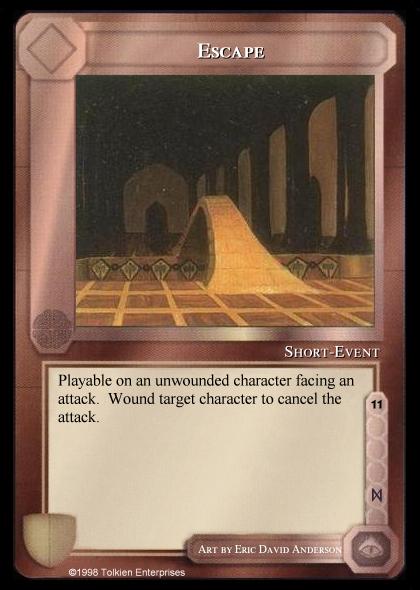 Escape
Short-Event
Playable on an unwounded character facing an
attack. Wound target character to cancel the
attack.
11
Art by Eric David Anderson
©1998 Tolkien Enterprises